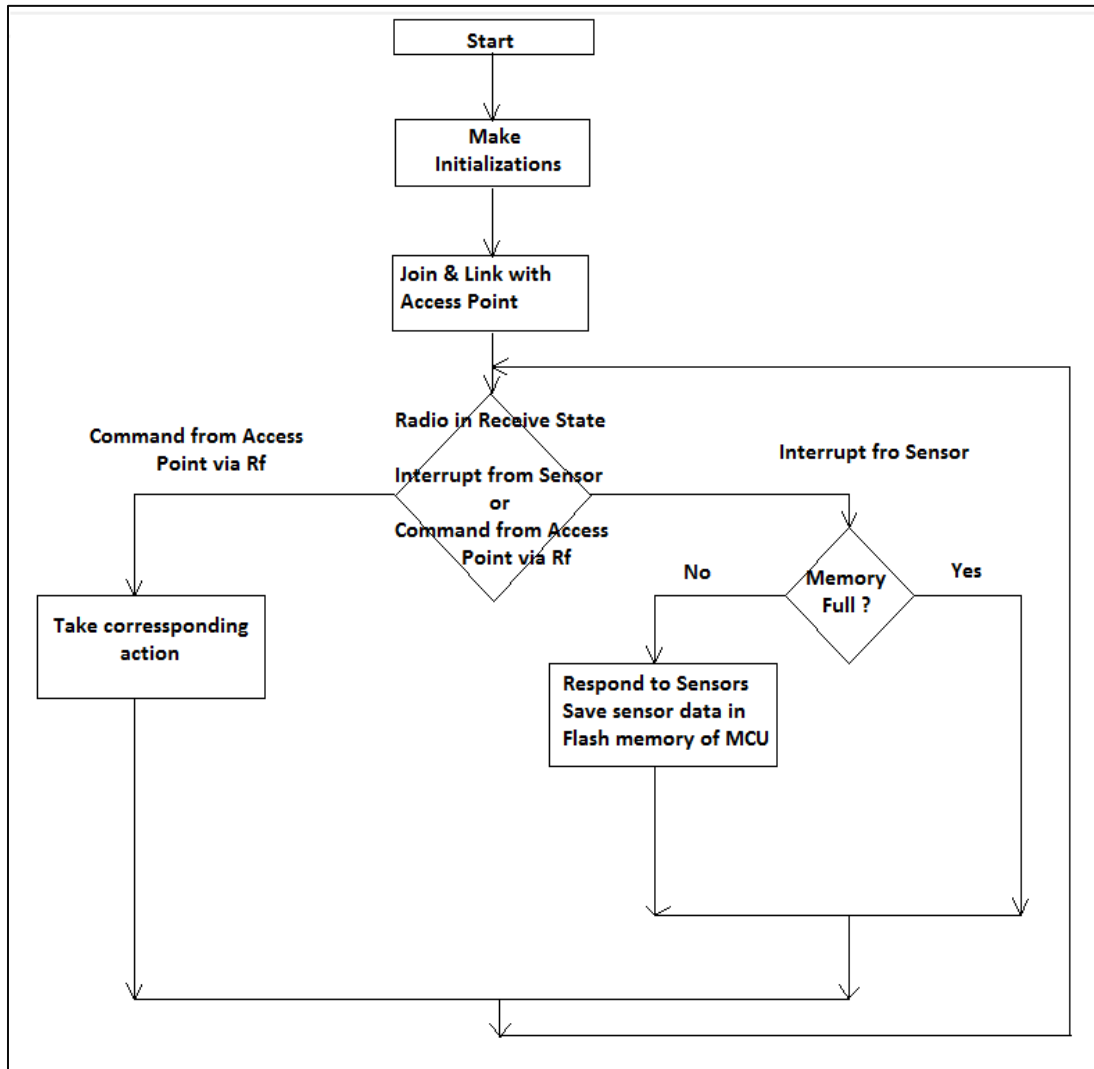 Start
Make
Initializations
Join & Link with
Access Point
Radio in Receive State
Interrupt from Sensor
or
Command from Access
Point via Rf
Command from Access
Point via Rf
Interrupt fro Sensor
Take corressponding
action
Memory
Full ?
No
Yes
Respond to Sensors
Save sensor data in
Flash memory of MCU